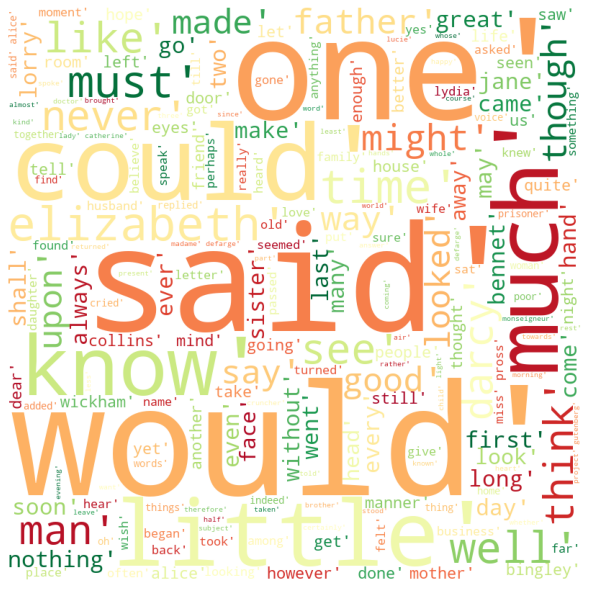 moment'
hope'
made'
let'
father'
yes'
great'
saw'
whose'
said'
alice'
like'
go
two'
gone'
lucie'
asked'
life'
lorry'
room'
left'
one'
anything'
better'
jane'
seen'
though'
something'
almost'
doctor'
brought'
got'
must'
door'
enough'
lydia'
came'
us'
course'
never'
eyes'
make'
since'
word'
voice'
kind'
together'
lady'
catherine'
friend'
perhaps'
really'
heard'
might'
least'
whole'
knew'
tell'
find'
believe'
speak'
could'
family'
time'
house'
away'
may'
quite'
husband'
replied'
world'
wife'
prisoner'
elizabeth'
love'
way'
looked'
old'
found'
returned'
madame'
defarge'
seemed'
sure'
bennet'
hand'
shall'
upon'
always'
ever'
daughter'
present'
letter'
cried'
said'
sister'
part'
passed'
last'
many'
sat'
thought'
poor'
night'
monseigneur'
much'
coming'
collins'
mind'
going'
see'
people'
air'
towards'
come'
know'
turned'
rather'
say'
good'
darcy'
light'
miss'
pross'
morning'
rest'
dear'
added'
wickham'
name'
take'
still'
another'
even'
face'
without'
went'
every'
head'
think'
first'
yet'
words'
would'
give'
known'
look'
long'
home'
project'
gutenberg'
evening'
leave'
soon'
hear'
things'
therefore'
indeed'
taken'
manner'
thing'
day'
man'
oh'
wish'
began'
half'
subject'
brother'
stood'
back'
took'
little'
among'
get'
felt'
business'
well'
far'
nothing'
place'
often'
alice'
looking'
however'
done'
mother'
bingley'